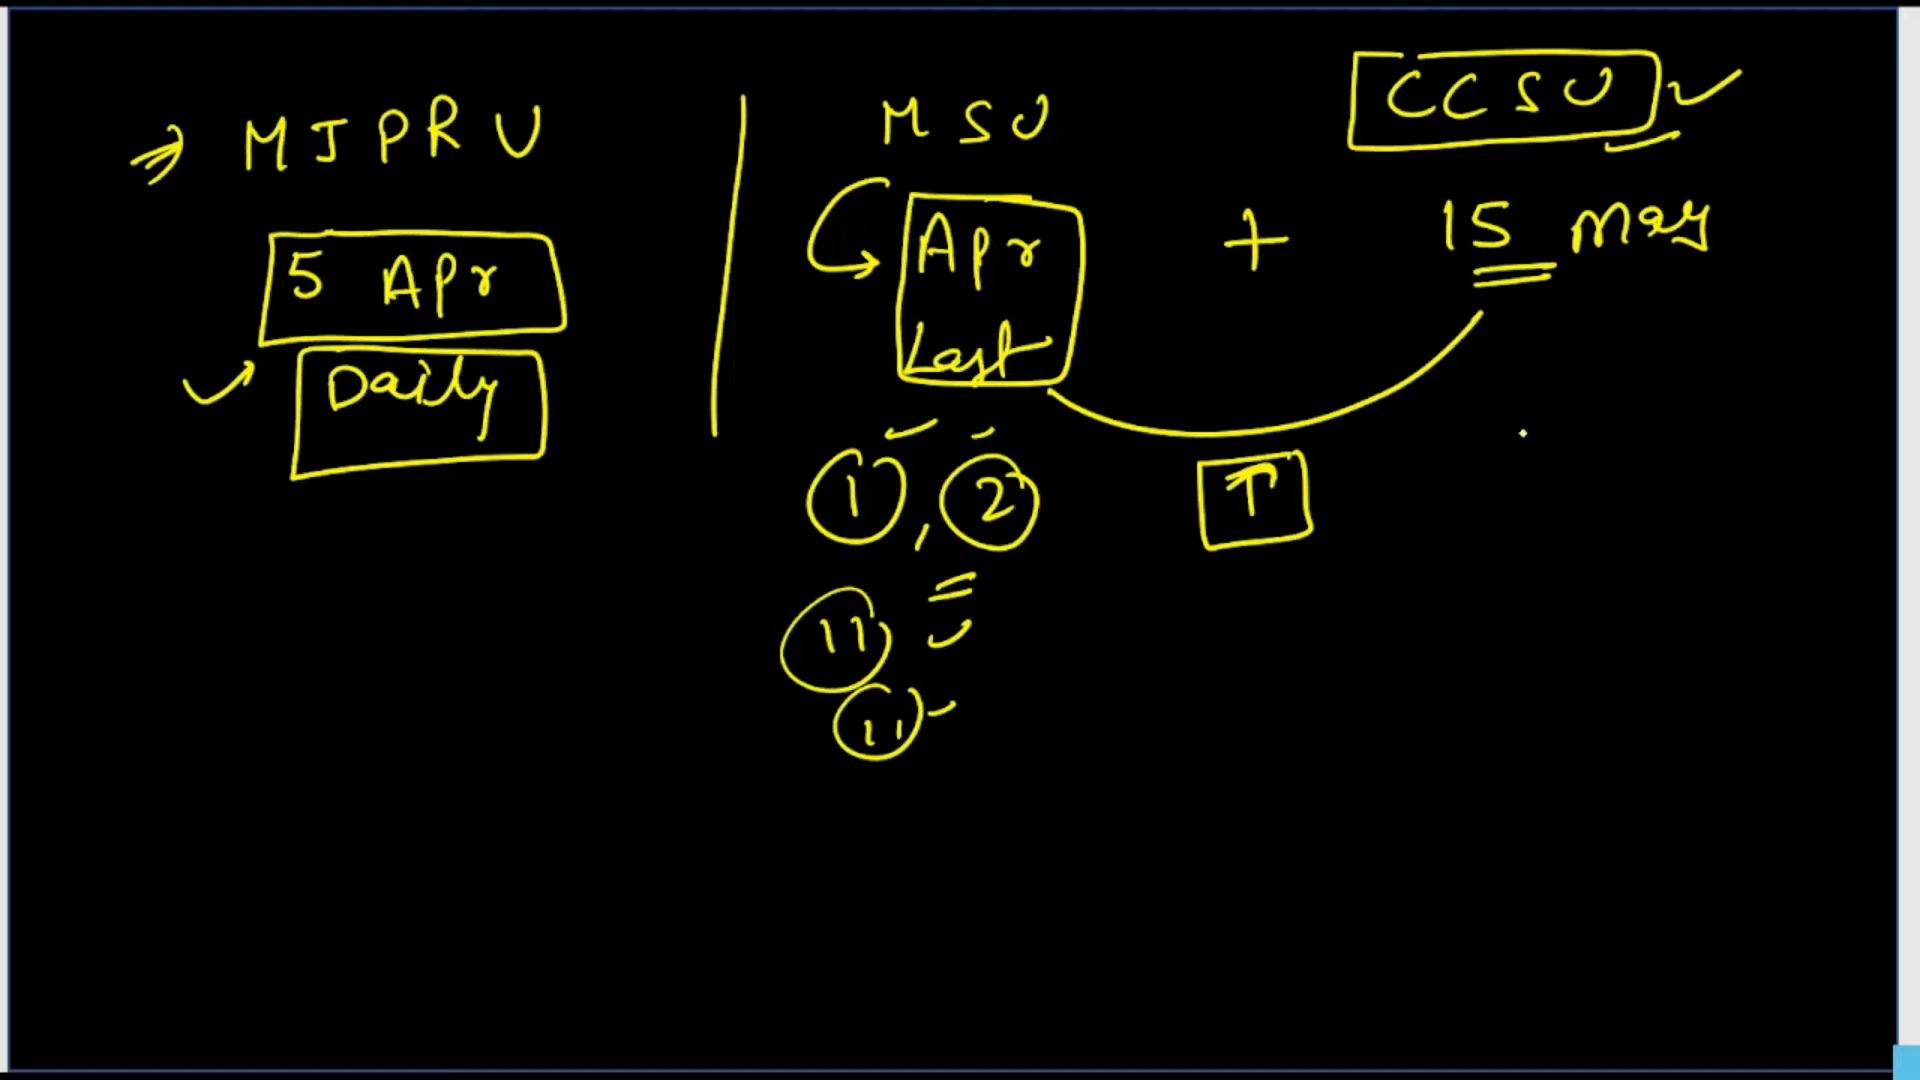 MJPRU
5 Apr
Daily
MSU
Apr
Last
1, 2
11
11
CCSU
+ 15 May
↑